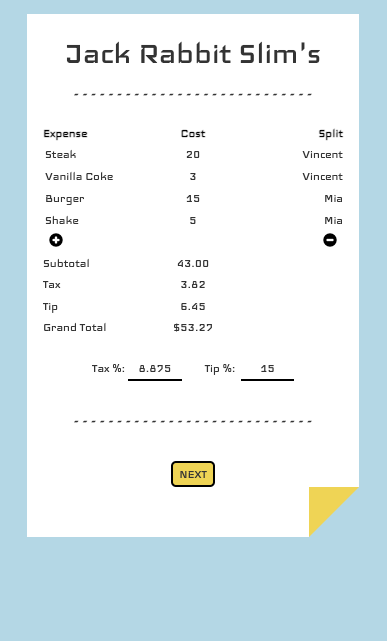 Jack Rabbit Slim's
Expense Cost Split
Steak 20 Vincent
Vanilla Coke 3 Vincent
Burger 15 Mia
Shake 5 Mia
Subtotal 43.00
Tax 3.82
Tip 6.45
Grand Total $53.27
Tax %: 8.875 Tip %: 15
NEXT